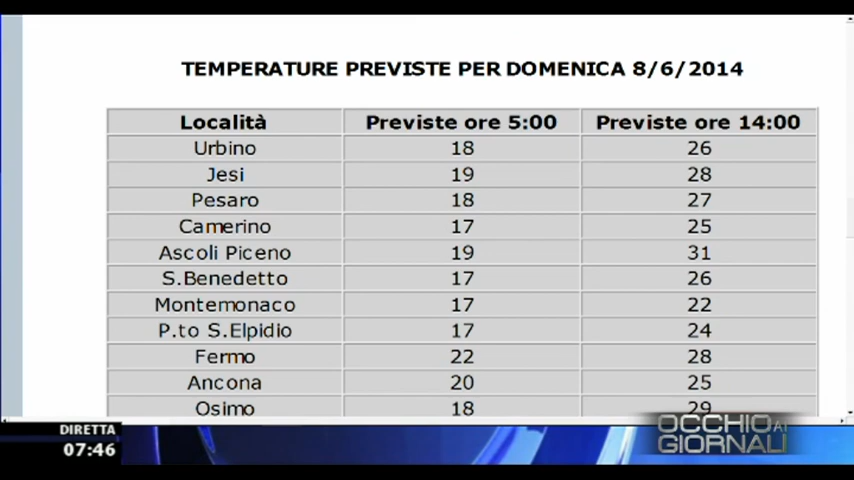 TEMPERATURE PREVISTE PER DOMENICA 8/6/2014
Località Previste ore 5:00 Previste ore 14:00
Urbino 18 26
Jesi 19 28
Pesaro 18 27
Camerino 17 25
Ascoli Piceno 19 31
S.Benedetto 17 26
Montemonaco 17 22
P.to S.Elpidio 17 24
Fermo 22 28
Ancona 20 25
Osimo 18 29
DIRETTA
07:46
OCCHIO AI
GIORNALI